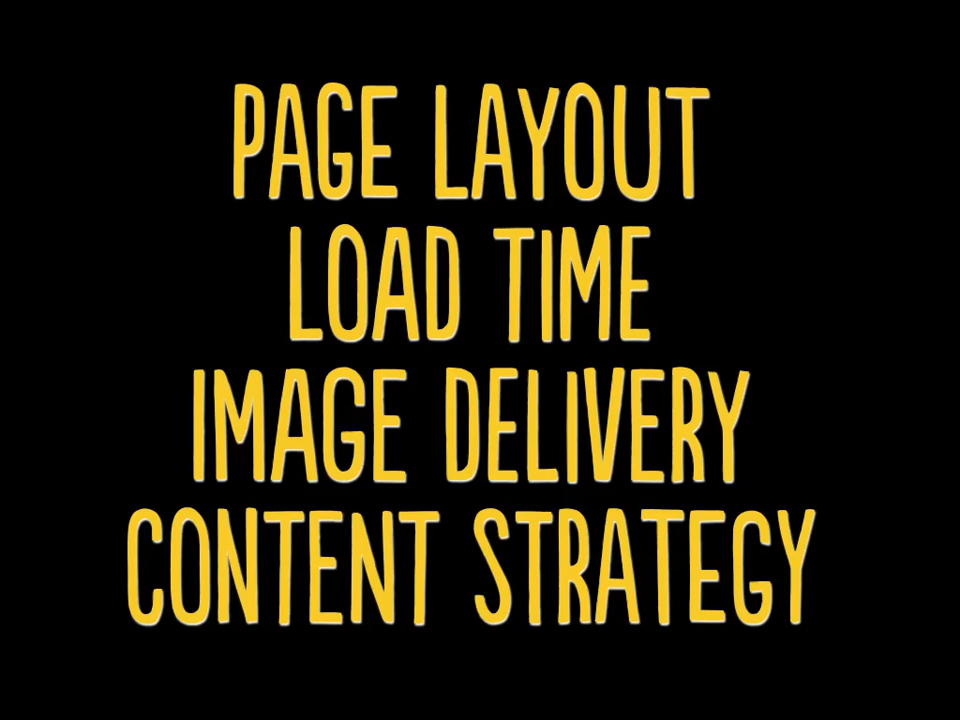 PAGE LAYOUT
LOAD TIME
IMAGE DELIVERY
CONTENT STRATEGY